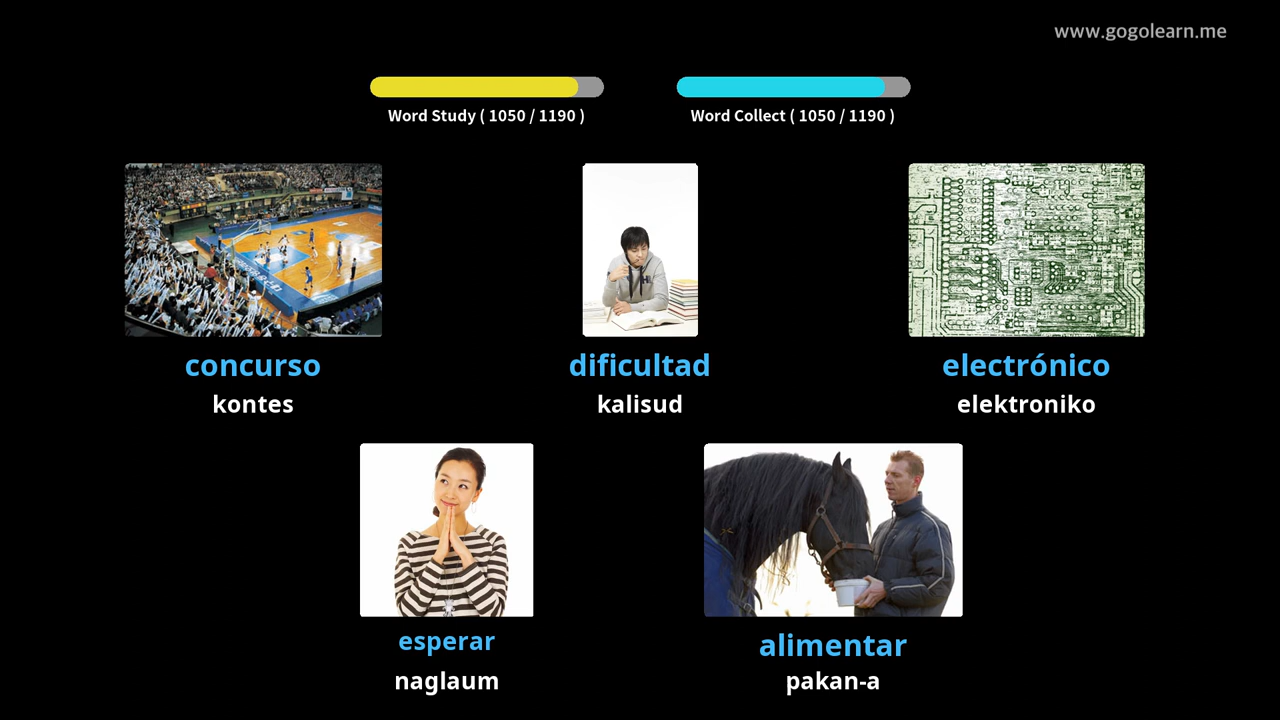 www.gogolearn.me
Word Study ( 1050 / 1190 )
Word Collect ( 1050 / 1190 )
concurso
kontes
dificultad
kalisud
electrónico
elektroniko
esperar
naglaum
alimentar
pakan-a